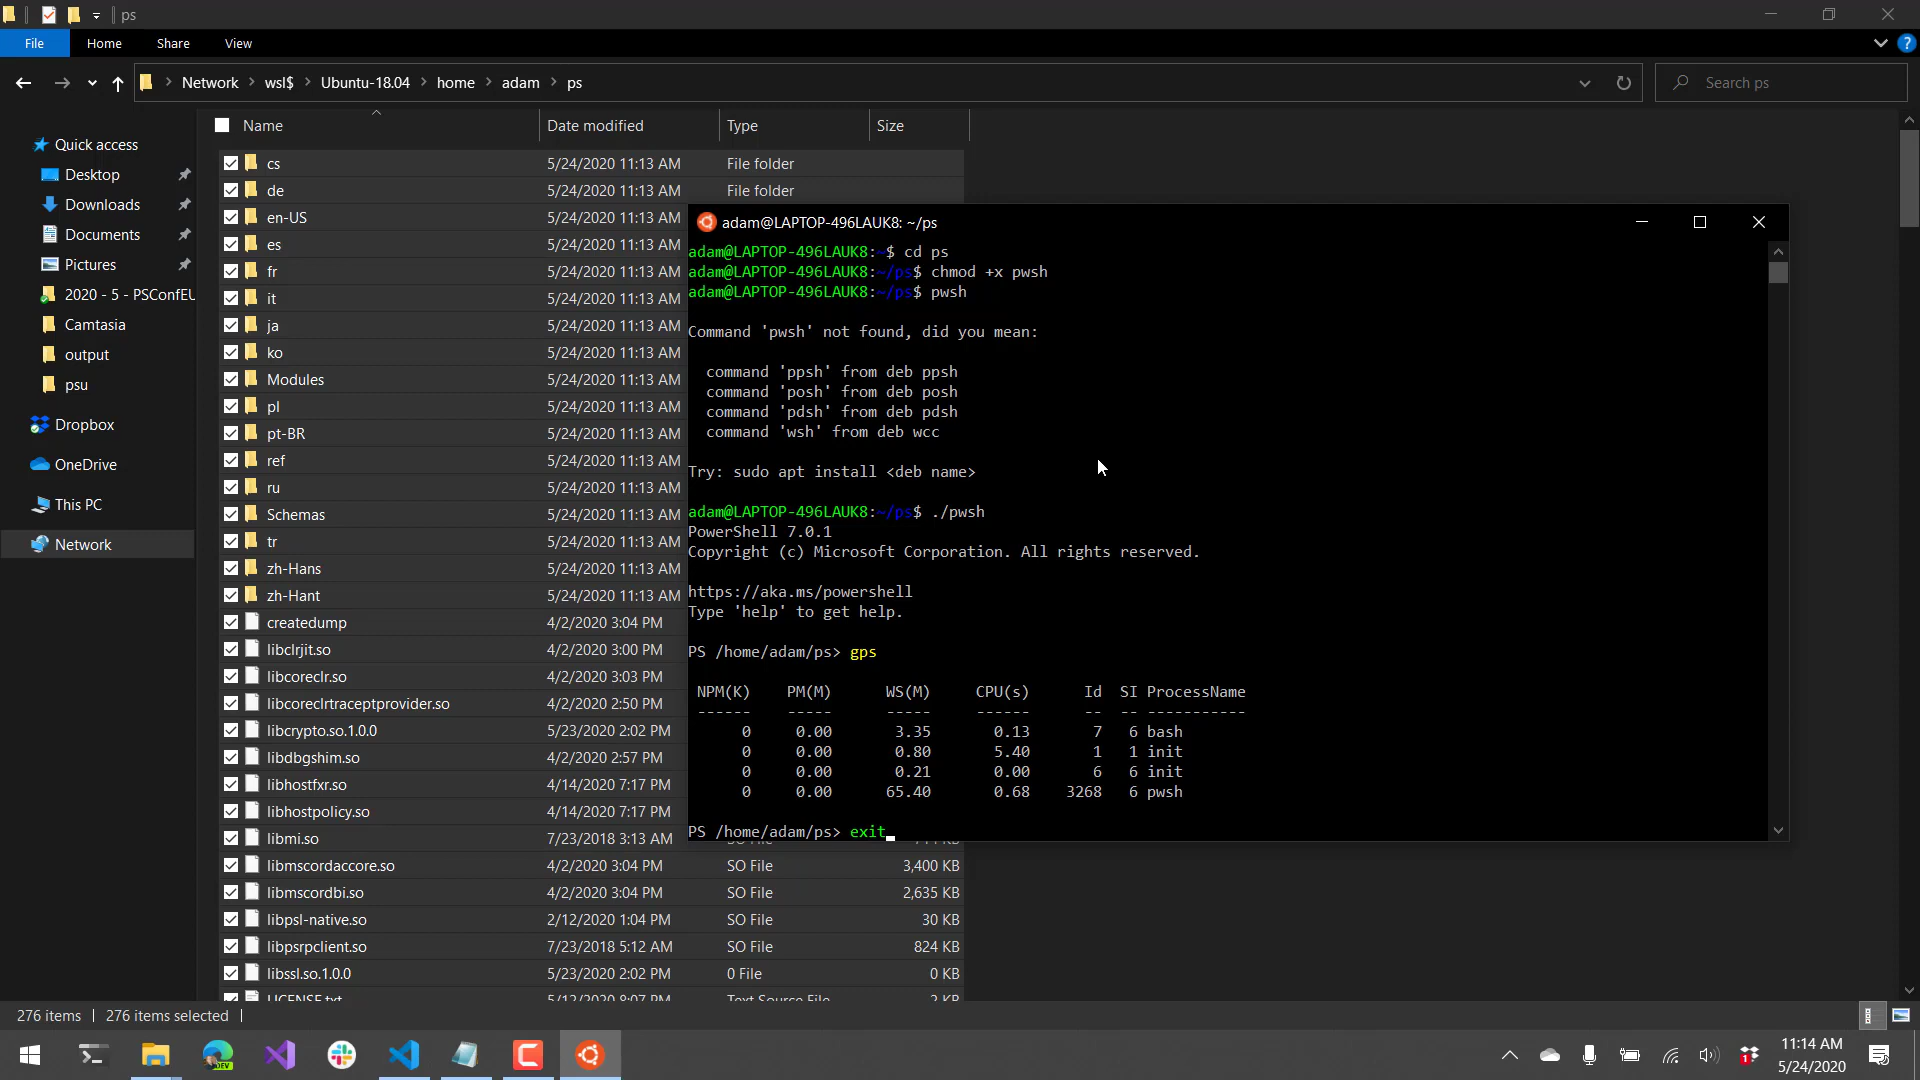 ps
File Home Share View
Network wsl$ Ubuntu-18.04 home adam ps
Search ps
Name Date modified Type Size
Quick access
Desktop
Downloads
Documents
Pictures
2020 - 5 - PSConfEU
Camtasia
output
psu
Dropbox
OneDrive
This PC
Network
cs 5/24/2020 11:13 AM File folder
de 5/24/2020 11:13 AM File folder
en-US 5/24/2020 11:13 AM
es 5/24/2020 11:13 AM
fr 5/24/2020 11:13 AM
it 5/24/2020 11:13 AM
ja 5/24/2020 11:13 AM
ko 5/24/2020 11:13 AM
Modules 5/24/2020 11:13 AM
pl 5/24/2020 11:13 AM
pt-BR 5/24/2020 11:13 AM
ref 5/24/2020 11:13 AM
ru 5/24/2020 11:13 AM
Schemas 5/24/2020 11:13 AM
tr 5/24/2020 11:13 AM
zh-Hans 5/24/2020 11:13 AM
zh-Hant 5/24/2020 11:13 AM
createdump 4/2/2020 3:04 PM
libclrjit.so 4/2/2020 3:00 PM
libcoreclr.so 4/2/2020 3:03 PM
libcoreclrtraceptprovider.so 4/2/2020 2:50 PM
libcrypto.so.1.0.0 5/23/2020 2:02 PM
libdbgshim.so 4/2/2020 2:57 PM
libhostfxr.so 4/14/2020 7:17 PM
libhostpolicy.so 4/14/2020 7:17 PM
libmi.so 7/23/2018 3:13 AM
libmscordaccore.so 4/2/2020 3:04 PM SO File 3,400 KB
libmscordbi.so 4/2/2020 3:04 PM SO File 2,635 KB
libpsl-native.so 2/12/2020 1:04 PM SO File 30 KB
libpsrpclient.so 7/23/2018 5:12 AM SO File 824 KB
libssl.so.1.0.0 5/23/2020 2:02 PM 0 File 0 KB
LICENSE.txt 5/12/2020 8:07 PM Text Source File 2 KB
adam@LAPTOP-496LAUK8: ~/ps
adam@LAPTOP-496LAUK8:~$ cd ps
adam@LAPTOP-496LAUK8:~/ps$ chmod +x pwsh
adam@LAPTOP-496LAUK8:~/ps$ pwsh
Command 'pwsh' not found, did you mean:
command 'ppsh' from deb ppsh
command 'posh' from deb posh
command 'pdsh' from deb pdsh
command 'wsh' from deb wcc
Try: sudo apt install <deb name>
adam@LAPTOP-496LAUK8:~/ps$ ./pwsh
PowerShell 7.0.1
Copyright (c) Microsoft Corporation. All rights reserved.
https://aka.ms/powershell
Type 'help' to get help.
PS /home/adam/ps> gps
NPM(K) PM(M) WS(M) CPU(s) Id SI ProcessName
------ ----- ----- ------ -- -- -----------
0 0.00 3.35 0.13 7 6 bash
0 0.00 0.80 5.40 1 1 init
0 0.00 0.21 0.00 6 6 init
0 0.00 65.40 0.68 3268 6 pwsh
PS /home/adam/ps> exit
276 items 276 items selected
DEV
1
11:14 AM
5/24/2020